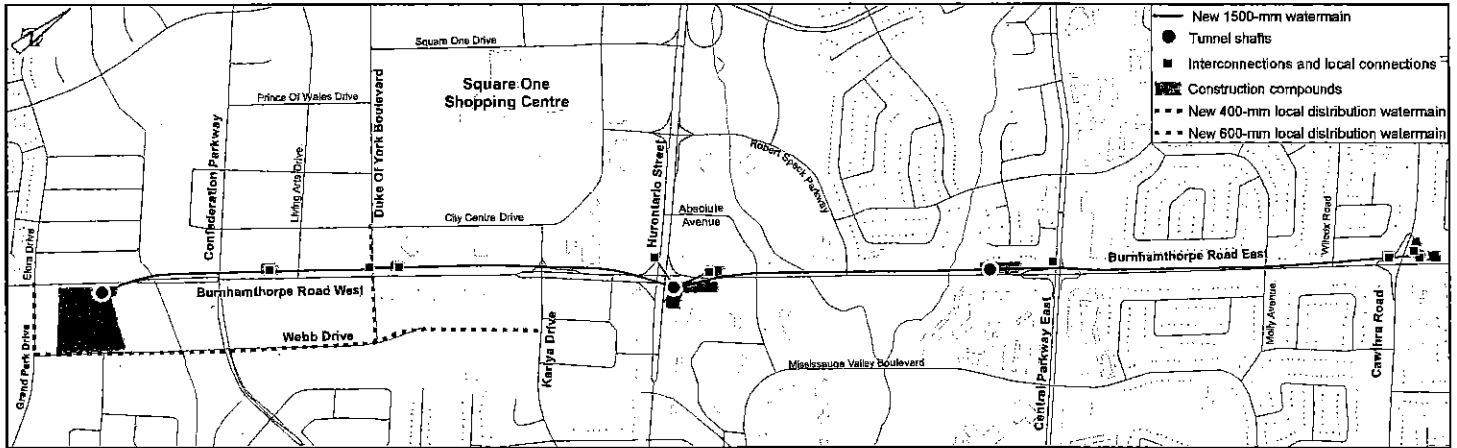 New 1500-mm watermain
Tunnel shafts
Interconnections and local connections
Construction compounds
New 400-mm local distribution watermain
New 600-mm local distribution watermain
Square One Drive
Square One
Shopping Centre
Prince Of Wales Drive
Confederation Parkway
Living Arts Drive
Duke Of York Boulevard
City Centre Drive
Hurontario Street
Absolute
Avenue
Robert Speck Parkway
Elora Drive
Burnhamthorpe Road West
Burnhamthorpe Road East
Wilcox Road
Webb Drive
Grand Park Drive
Kariya Drive
Mississauga Valley Boulevard
Central Parkway East
Molly Avenue
Cawthra Road